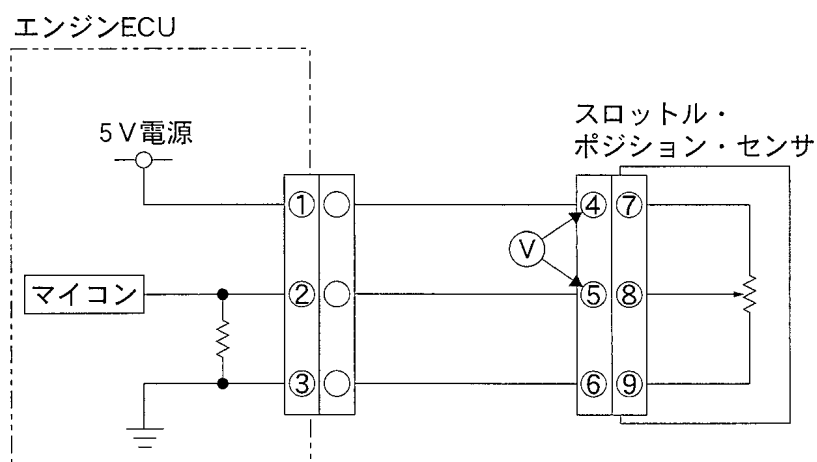 エンジンECU
5V電源
スロットル・
ポジション・センサ
① ④ ⑦
V
マイコン ② ⑤ ⑧
③ ⑥ ⑨